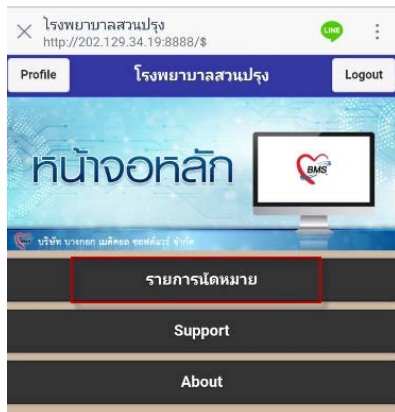 โรงพยาบาลสวนปรุง
http://202.129.34.19:8888/$
LINE
Profile
โรงพยาบาลสวนปรุง
Logout
หน้าจอหลัก
BMS
บริษัท บางกอก เมดิคอล ซอฟต์แวร์ จำกัด
รายการนัดหมาย
Support
About